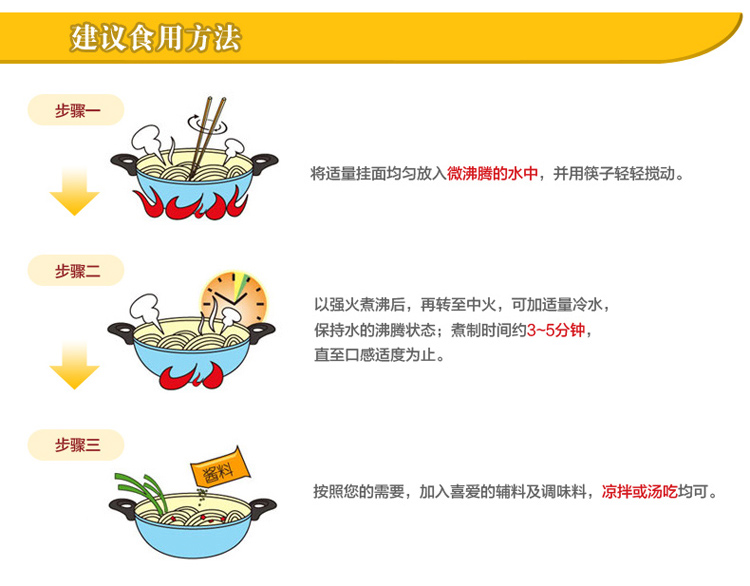 建议食用方法
步骤一
将适量挂面均匀放入微沸腾的水中，并用筷子轻轻搅动。
步骤二
以强火煮沸后，再转至中火，可加适量冷水，
保持水的沸腾状态；煮制时间约3~5分钟，
直至口感适度为止。
步骤三
酱料
按照您的需要，加入喜爱的辅料及调味料，凉拌或汤吃均可。